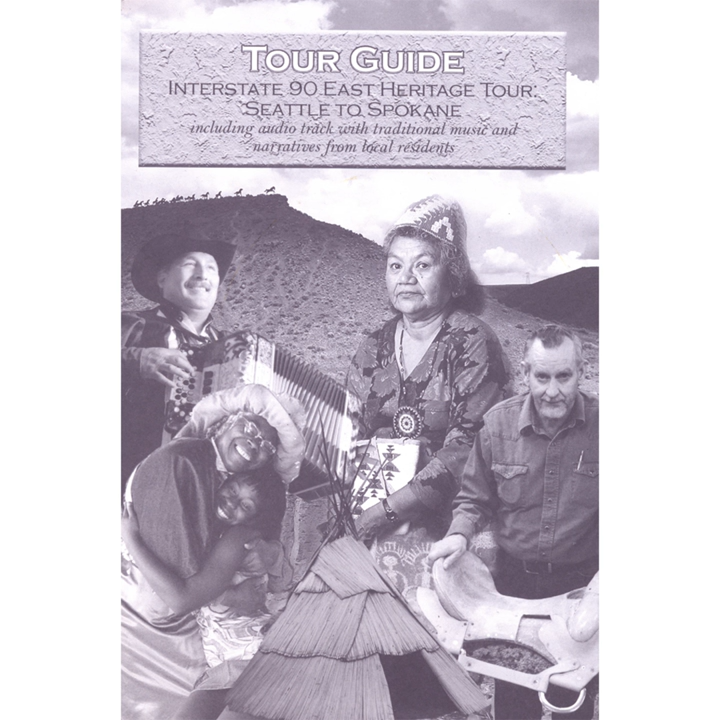 TOUR GUIDE
INTERSTATE 90 EAST HERITAGE TOUR:
SEATTLE TO SPOKANE
including audio track with traditional music and
narratives from local residents